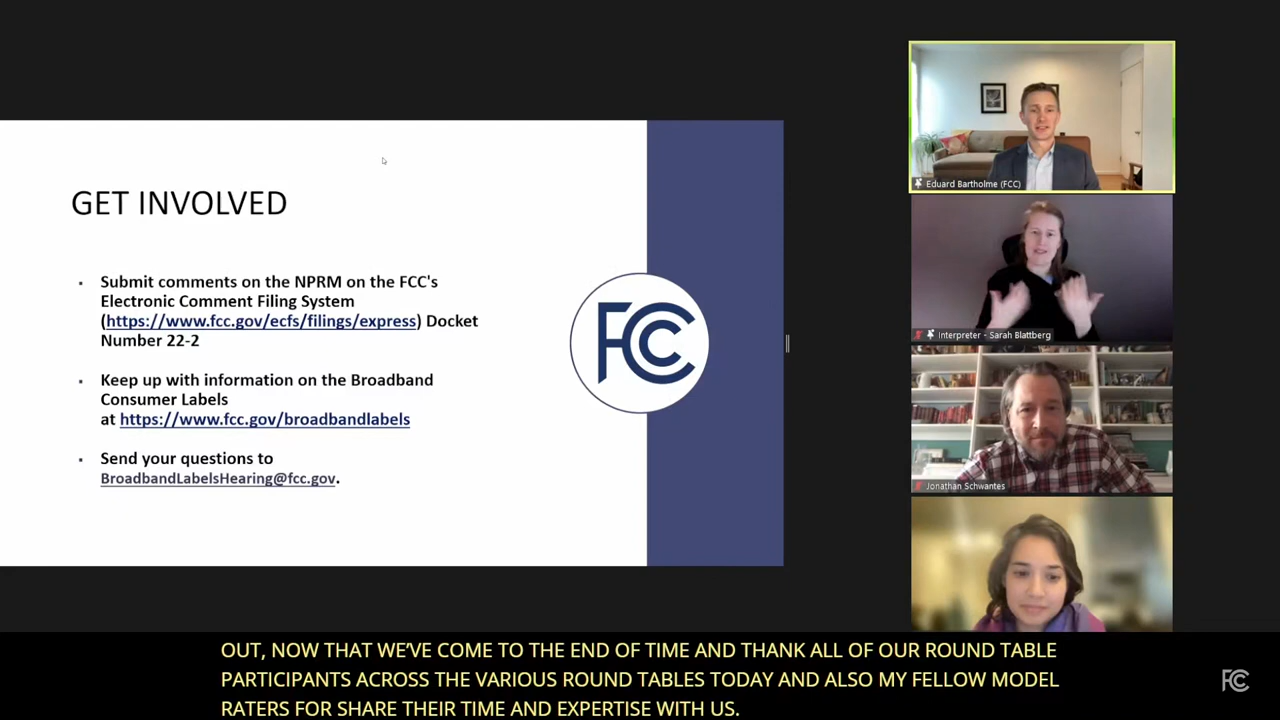 GET INVOLVED
▪ Submit comments on the NPRM on the FCC's
Electronic Comment Filing System
(https://www.fcc.gov/ecfs/filings/express) Docket
Number 22-2
▪ Keep up with information on the Broadband
Consumer Labels
at https://www.fcc.gov/broadbandlabels
▪ Send your questions to
BroadbandLabelsHearing@fcc.gov.
FCC
Eduard Bartholme (FCC)
Interpreter - Sarah Blattberg
Jonathan Schwantes
OUT, NOW THAT WE'VE COME TO THE END OF TIME AND THANK ALL OF OUR ROUND TABLE
PARTICIPANTS ACROSS THE VARIOUS ROUND TABLES TODAY AND ALSO MY FELLOW MODEL
RATERS FOR SHARE THEIR TIME AND EXPERTISE WITH US.
FCC